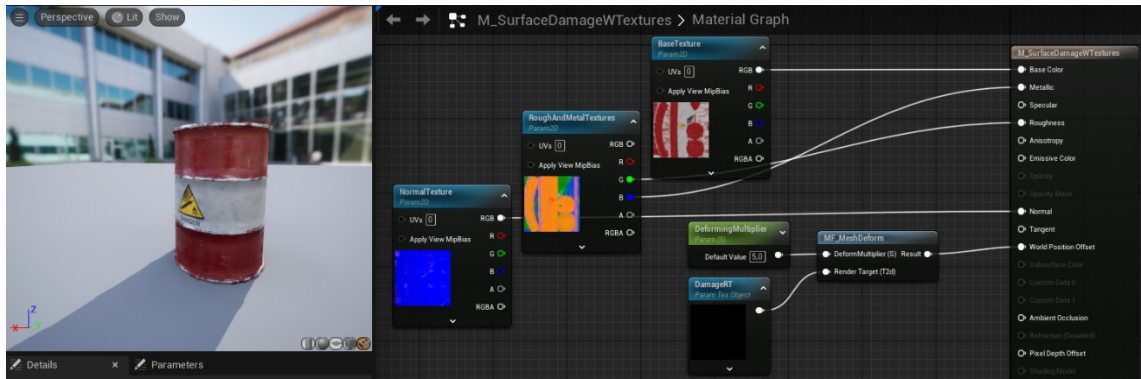 Perspective
Lit
Show
M_SurfaceDamageWTextures > Material Graph
BaseTexture
Param2D
UVs 0
RGB
Apply View MipBias
R
G
B
A
RGBA
RoughAndMetalTextures
Param2D
UVs 0
RGB
Apply View MipBias
R
G
B
A
RGBA
NormalTexture
Param2D
UVs 0
RGB
Apply View MipBias
R
G
B
A
RGBA
DeformingMultiplier
Param (S)
Default Value 5,0
DamageRT
Param Tex Object
MF_MeshDeform
DeformMultiplier (S) Result
Render Target (T2d)
M_SurfaceDamageWTextures
Base Color
Metallic
Specular
Roughness
Anisotropy
Emissive Color
Opacity
Opacity Mask
Normal
Tangent
World Position Offset
Subsurface Color
Custom Data 0
Custom Data 1
Ambient Occlusion
Refraction (Disabled)
Pixel Depth Offset
Shading Model
Z
X
Y
Details
Parameters